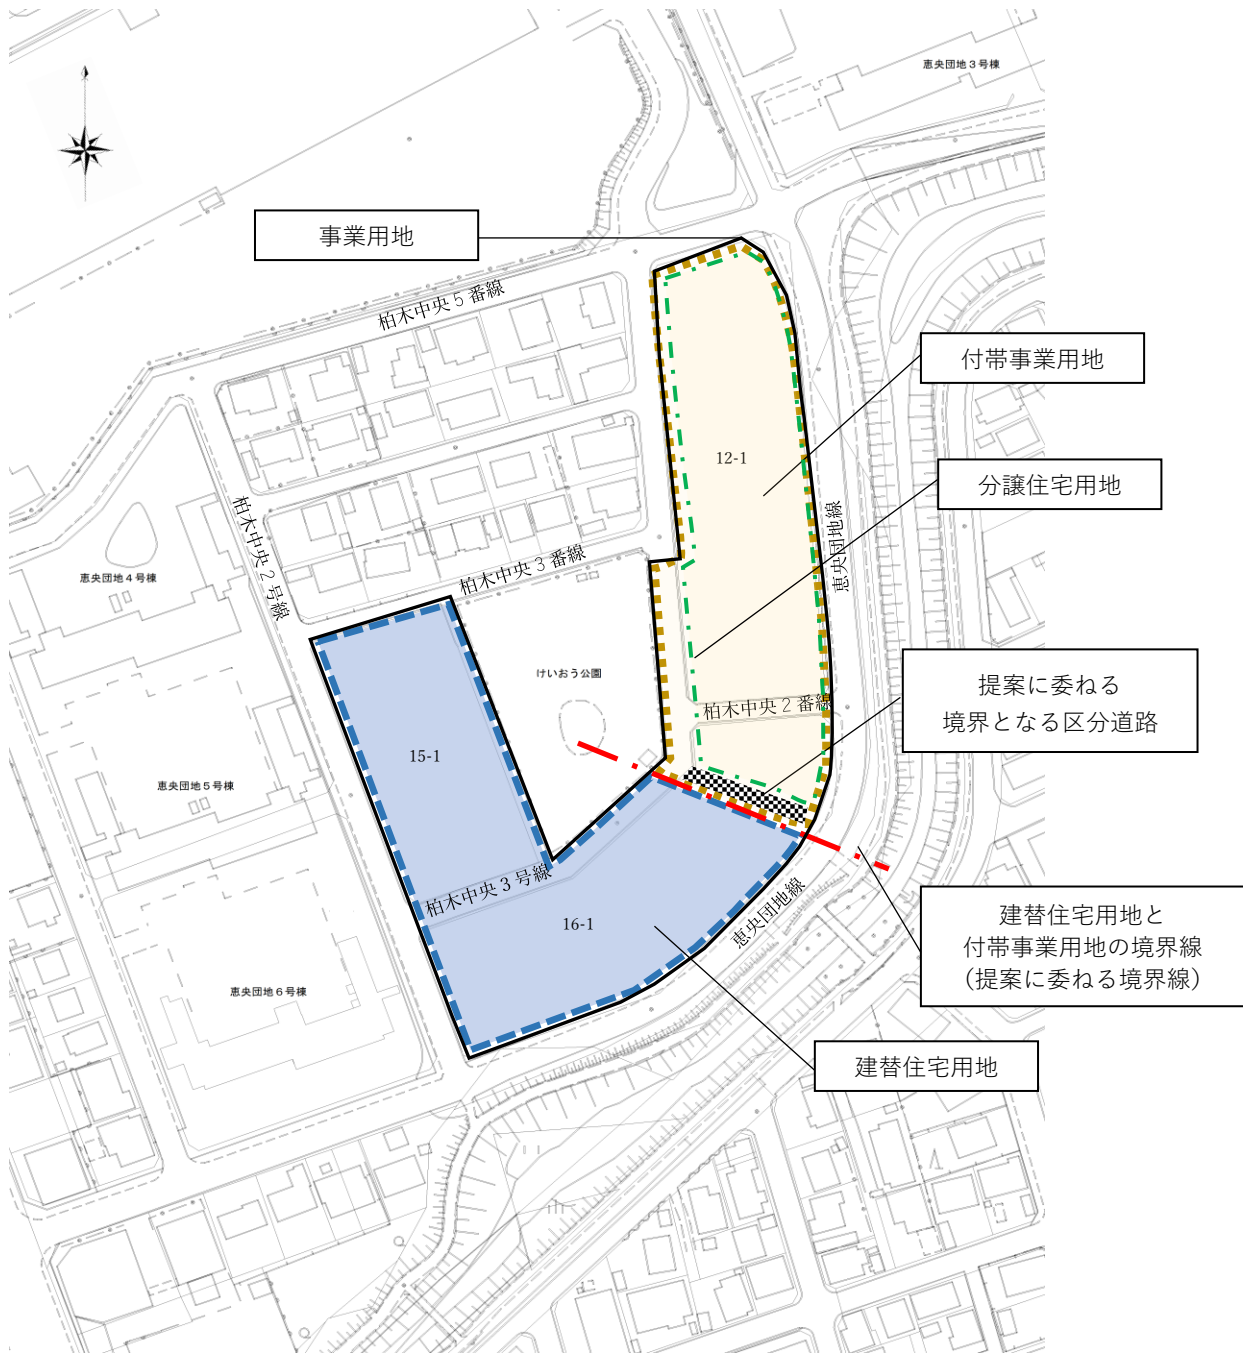 恵央団地3号棟
事業用地
柏木中央5番線
付帯事業用地
12-1
分譲住宅用地
柏木中央2号線
恵央団地線
柏木中央3番線
恵央団地4号棟
けいおう公園
提案に委ねる
境界となる区分道路
柏木中央2番線
15-1
恵央団地5号棟
柏木中央3号線
16-1
恵央団地線
建替住宅用地と
付帯事業用地の境界線
(提案に委ねる境界線)
恵央団地6号棟
建替住宅用地